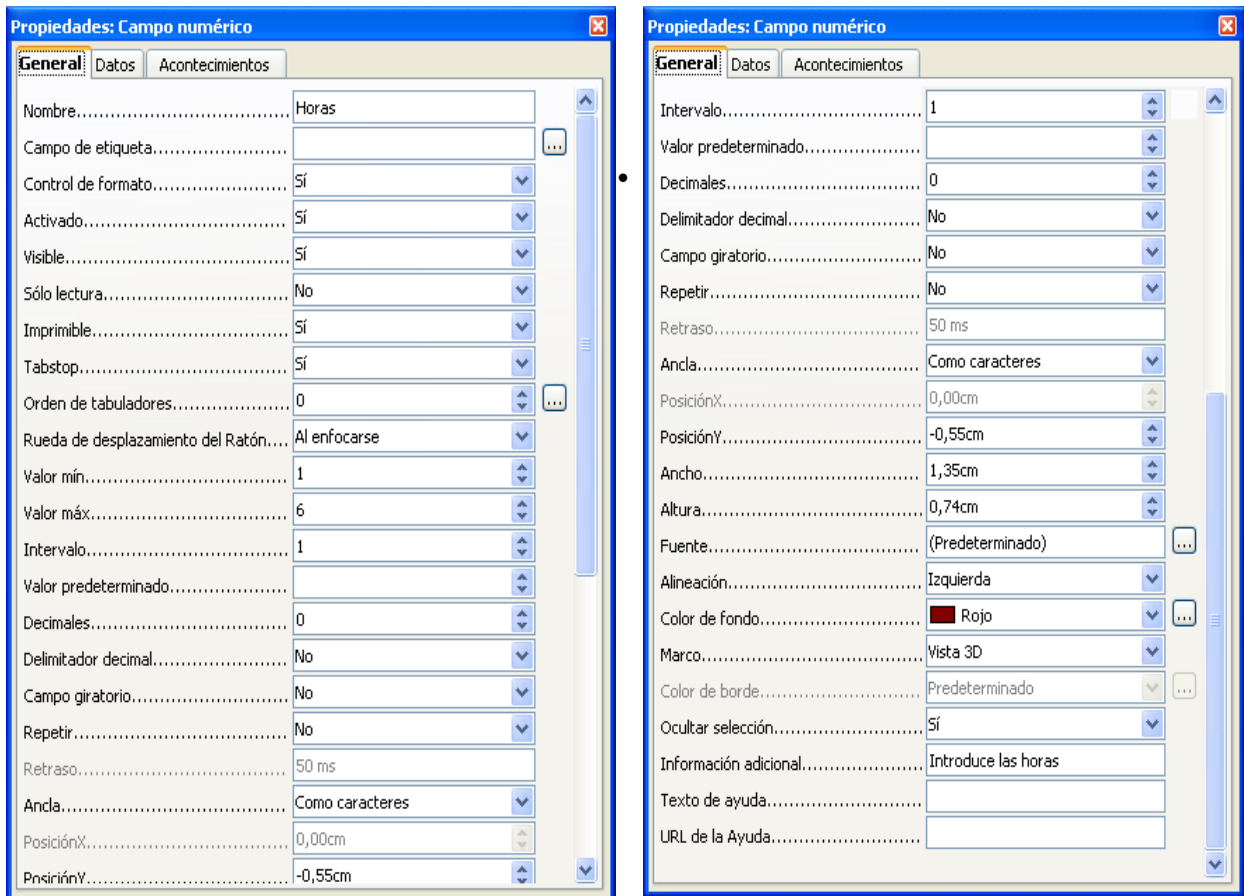 Propiedades: Campo numérico
General Datos Acontecimientos
Nombre Horas
Campo de etiqueta ...
Control de formato Sí
Activado Sí
Visible Sí
Sólo lectura No
Imprimible Sí
Tabstop Sí
Orden de tabuladores 0 ...
Rueda de desplazamiento del Ratón Al enfocarse
Valor mín 1
Valor máx 6
Intervalo 1
Valor predeterminado
Decimales 0
Delimitador decimal No
Campo giratorio No
Repetir No
Retraso 50 ms
Ancla Como caracteres
PosiciónX 0,00cm
PosiciónY -0,55cm
Propiedades: Campo numérico
General Datos Acontecimientos
Intervalo 1
Valor predeterminado
Decimales 0
Delimitador decimal No
Campo giratorio No
Repetir No
Retraso 50 ms
Ancla Como caracteres
PosiciónX 0,00cm
PosiciónY -0,55cm
Ancho 1,35cm
Altura 0,74cm
Fuente (Predeterminado) ...
Alineación Izquierda
Color de fondo Rojo ...
Marco Vista 3D
Color de borde Predeterminado ...
Ocultar selección Sí
Información adicional Introduce las horas
Texto de ayuda
URL de la Ayuda